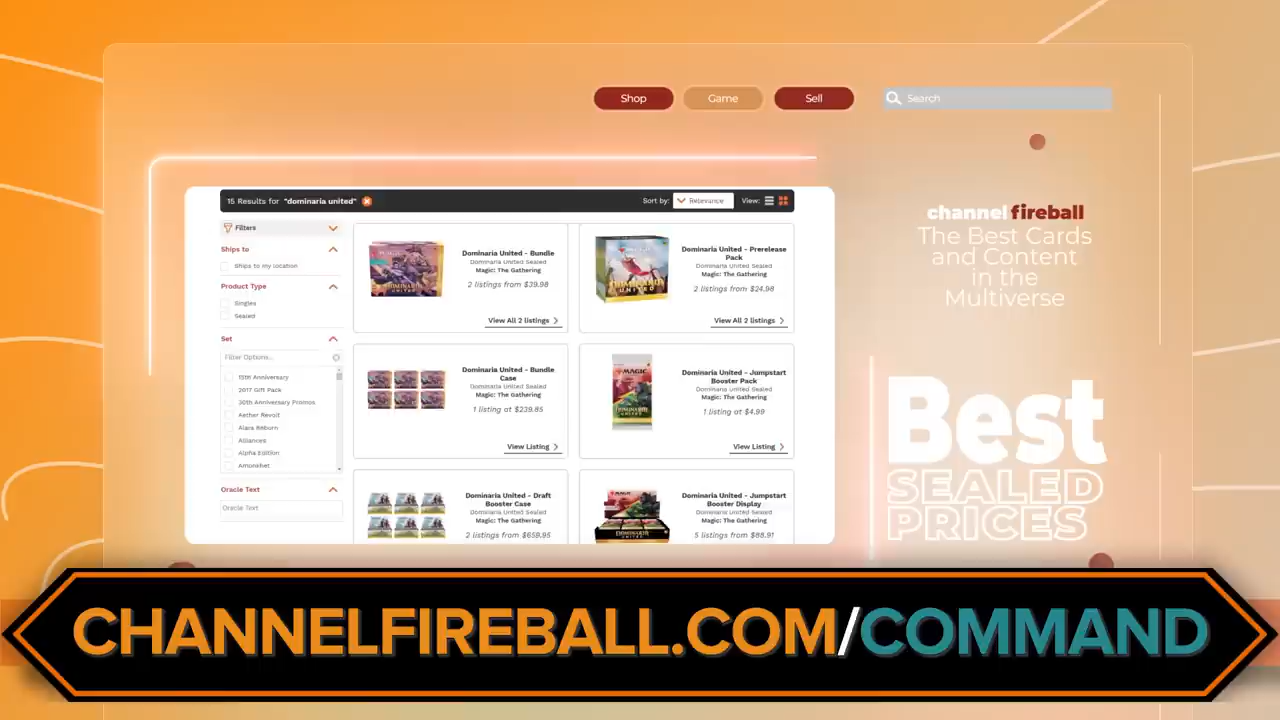 Shop
Game
Sell
Search
15 Results for "dominaria united"
Sort by:
Relevance
View:
Filters
Ships to
Ships to my location
Product Type
Singles
Sealed
Set
Filter Options...
15th Anniversary
2017 Gift Pack
30th Anniversary Promos
Aether Revolt
Alara Reborn
Alliances
Alpha Edition
Amonkhet
Oracle Text
Oracle Text
Dominaria United - Bundle
Dominaria United Sealed
Magic: The Gathering
2 listings from $39.98
View All 2 listings
Dominaria United - Prerelease
Pack
Dominaria United Sealed
Magic: The Gathering
2 listings from $24.98
View All 2 listings
Dominaria United - Bundle
Case
Dominaria United Sealed
Magic: The Gathering
1 listing at $239.85
View Listing
MAGIC
Dominaria United - Jumpstart
Booster Pack
Dominaria United Sealed
Magic: The Gathering
1 listing at $4.99
View Listing
Dominaria United - Draft
Booster Case
Dominaria United Sealed
Magic: The Gathering
2 listings from $659.95
Dominaria United - Jumpstart
Booster Display
Dominaria United Sealed
Magic: The Gathering
5 listings from $88.91
channelfireball
The Best Cards
and Content
in the
Multiverse
Best
SEALED
PRICES
CHANNELFIREBALL.COM/COMMAND